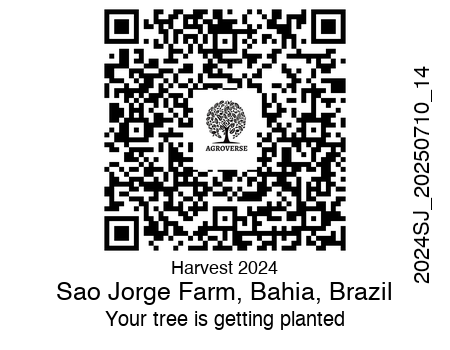 AGROVERSE
Harvest 2024
Sao Jorge Farm, Bahia, Brazil
Your tree is getting planted
2024SJ_20250710_14